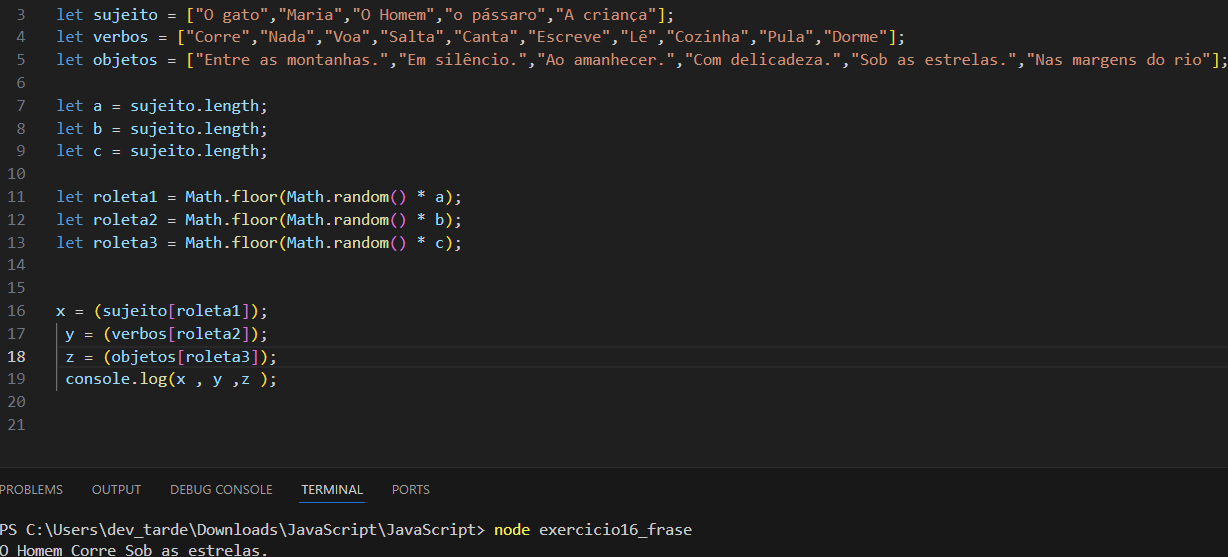 3 let sujeito = ["O gato","Maria","O Homem","o pássaro","A criança"];
4 let verbos = ["Corre","Nada","Voa","Salta","Canta","Escreve","Lê","Cozinha","Pula","Dorme"];
5 let objetos = ["Entre as montanhas.","Em silêncio.","Ao amanhecer.","Com delicadeza.","Sob as estrelas.","Nas margens do rio"];
6
7 let a = sujeito.length;
8 let b = sujeito.length;
9 let c = sujeito.length;
10
11 let roleta1 = Math.floor(Math.random() * a);
12 let roleta2 = Math.floor(Math.random() * b);
13 let roleta3 = Math.floor(Math.random() * c);
14
15
16 x = (sujeito[roleta1]);
17 y = (verbos[roleta2]);
18 z = (objetos[roleta3]);
19 console.log(x , y ,z );
20
21
PROBLEMS OUTPUT DEBUG CONSOLE TERMINAL PORTS
PS C:\Users\dev_tarde\Downloads\JavaScript\JavaScript> node exercicio16_frase
O Homem Corre Sob as estrelas.